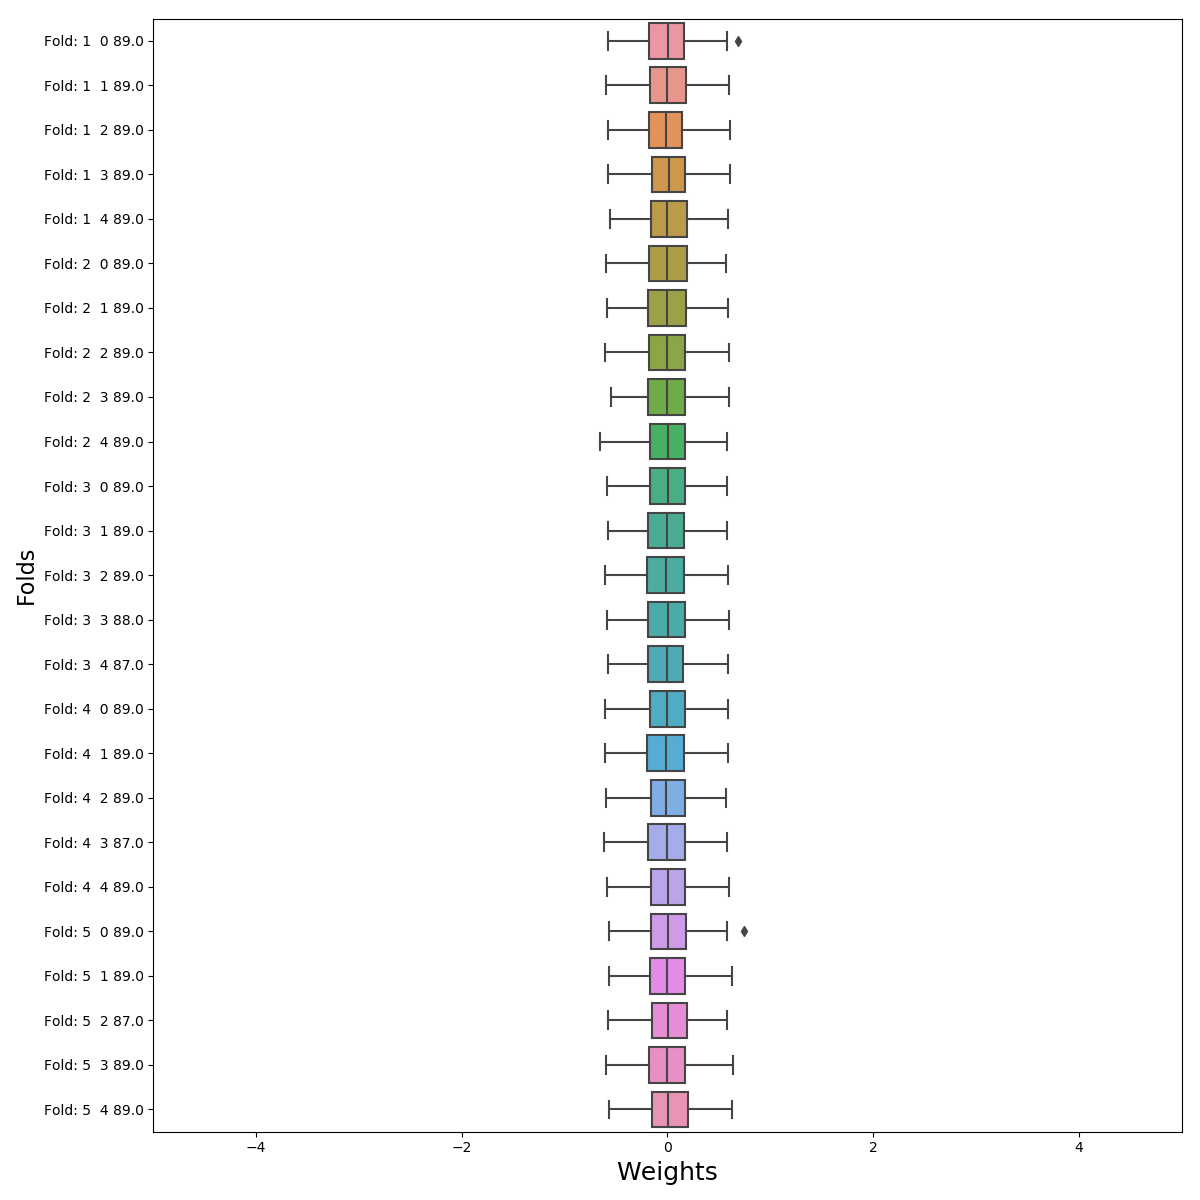 Fold: 1  0 89.0
Fold: 1  1 89.0
Fold: 1  2 89.0
Fold: 1  3 89.0
Fold: 1  4 89.0
Fold: 2  0 89.0
Fold: 2  1 89.0
Fold: 2  2 89.0
Fold: 2  3 89.0
Fold: 2  4 89.0
Fold: 3  0 89.0
Fold: 3  1 89.0
Fold: 3  2 89.0
Fold: 3  3 88.0
Fold: 3  4 87.0
Fold: 4  0 89.0
Fold: 4  1 89.0
Fold: 4  2 89.0
Fold: 4  3 87.0
Fold: 4  4 89.0
Fold: 5  0 89.0
Fold: 5  1 89.0
Fold: 5  2 87.0
Fold: 5  3 89.0
Fold: 5  4 89.0
Folds
−4 −2 0 2 4
Weights